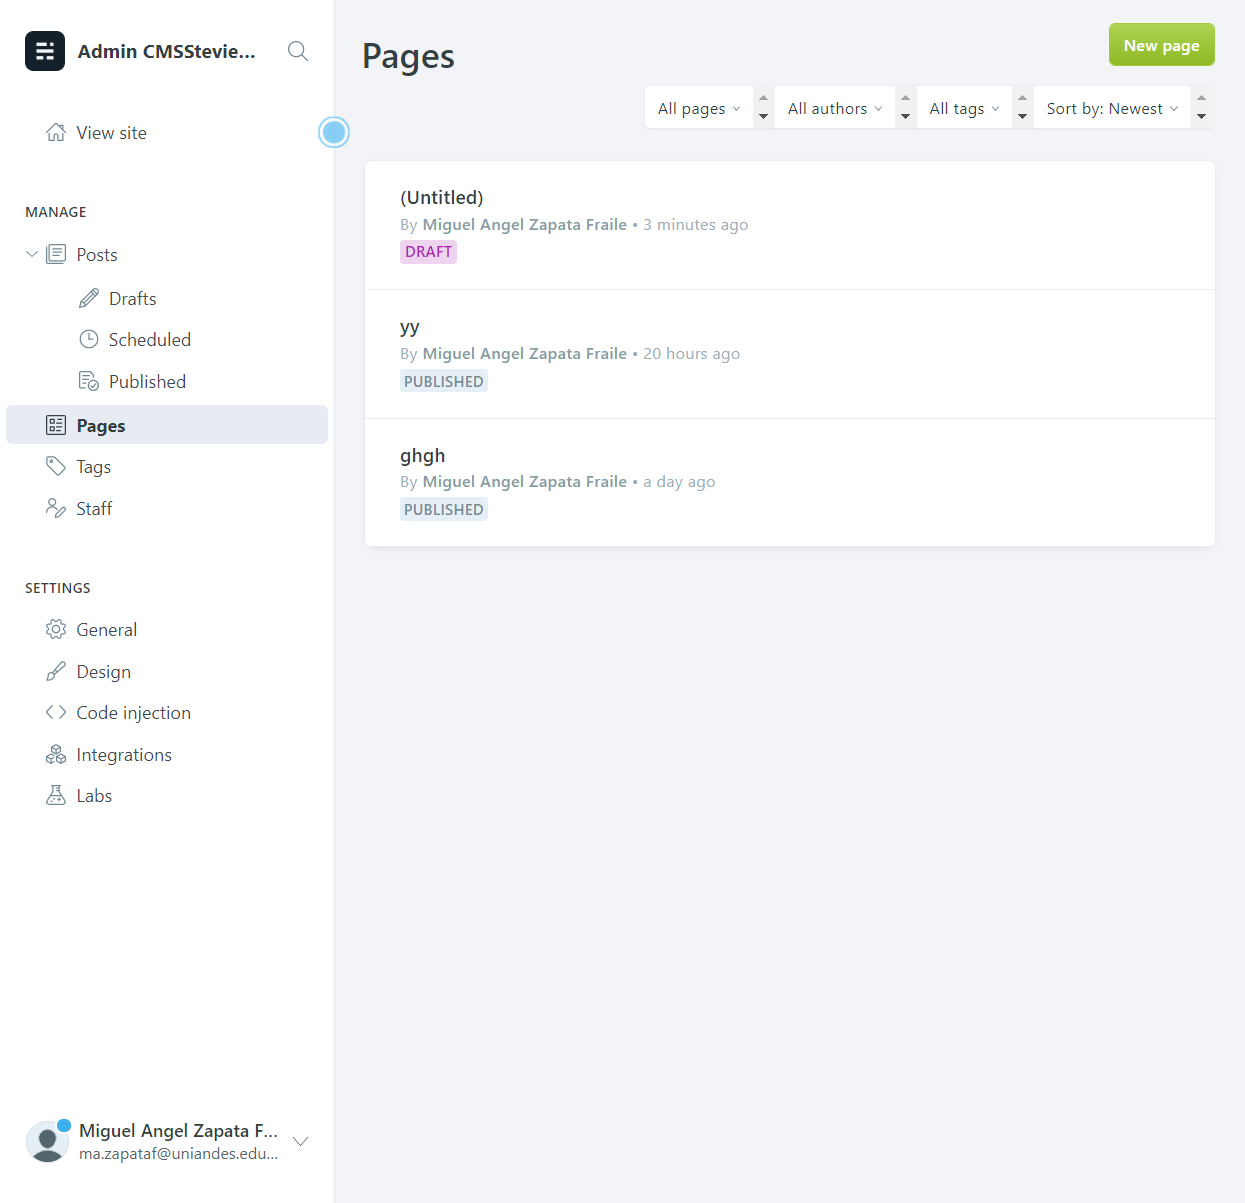 Admin CMSStevie...
View site
MANAGE
Posts
Drafts
Scheduled
Published
Pages
Tags
Staff
SETTINGS
General
Design
Code injection
Integrations
Labs
Miguel Angel Zapata F...
ma.zapataf@uniandes.edu...
Pages
New page
All pages
All authors
All tags
Sort by: Newest
(Untitled)
By Miguel Angel Zapata Fraile • 3 minutes ago
DRAFT
yy
By Miguel Angel Zapata Fraile • 20 hours ago
PUBLISHED
ghgh
By Miguel Angel Zapata Fraile • a day ago
PUBLISHED